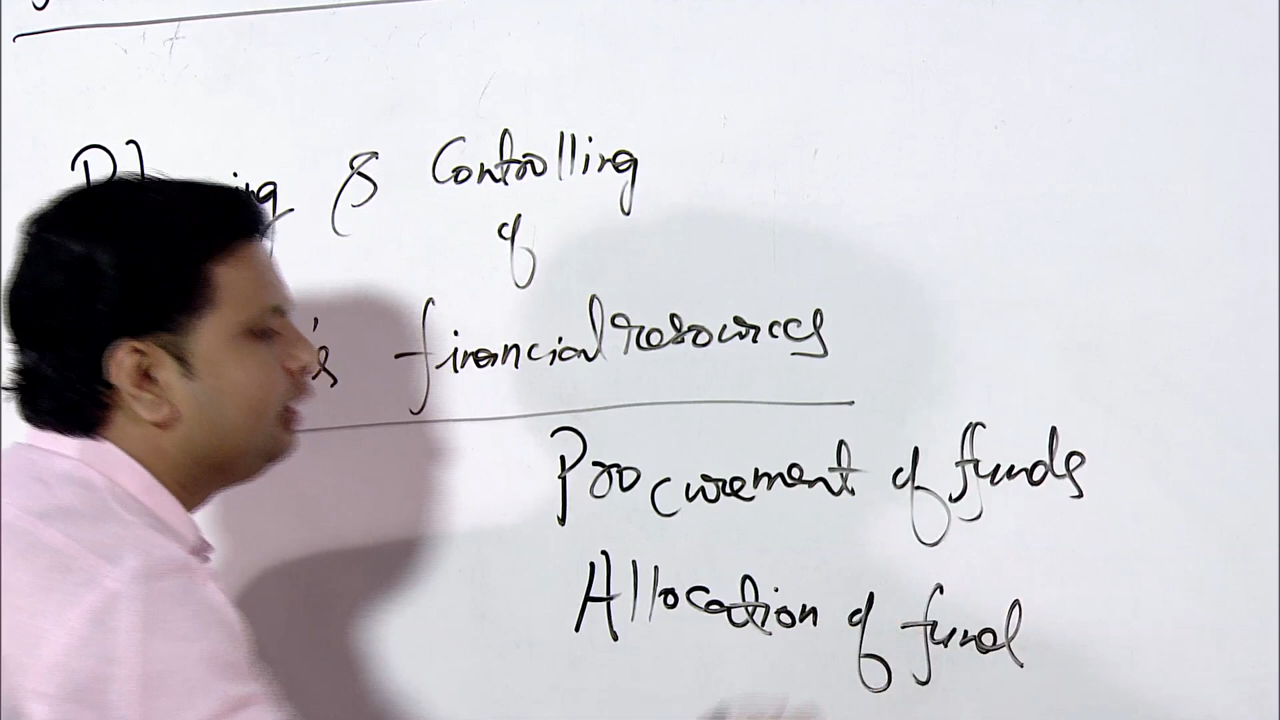 & Controlling
of
's financial resources
Procurement of funds
Allocation of fund